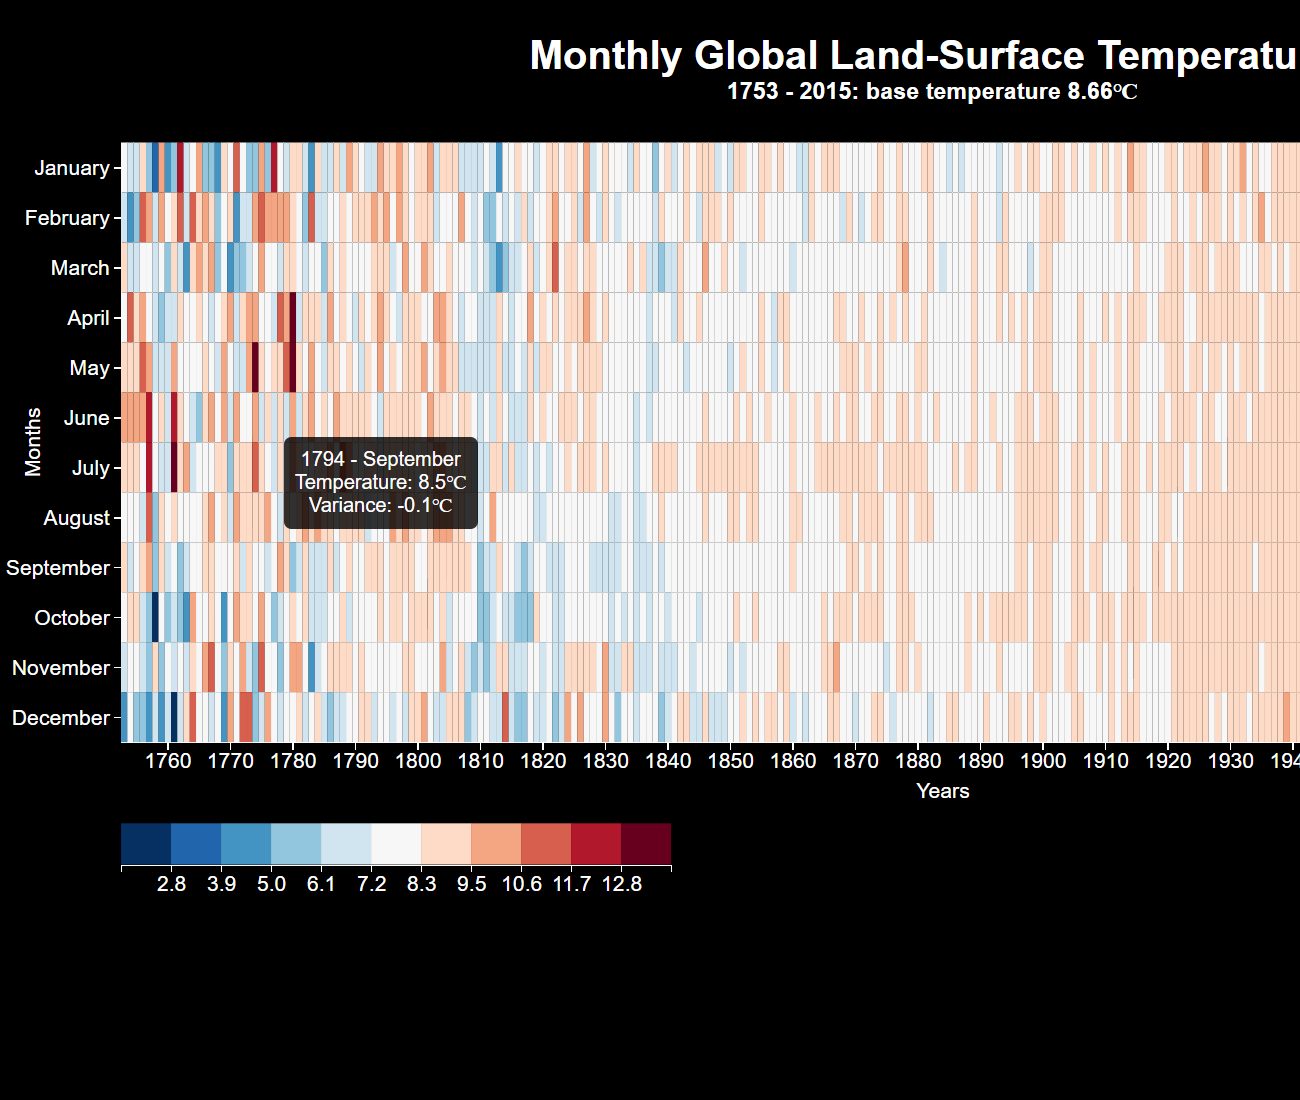 Monthly Global Land-Surface Temperatu
1753 - 2015: base temperature 8.66℃
January
February
March
April
May
June
July
August
September
October
November
December
Months
1794 - September
Temperature: 8.5℃
Variance: -0.1℃
1760 1770 1780 1790 1800 1810 1820 1830 1840 1850 1860 1870 1880 1890 1900 1910 1920 1930 194
Years
2.8 3.9 5.0 6.1 7.2 8.3 9.5 10.6 11.7 12.8